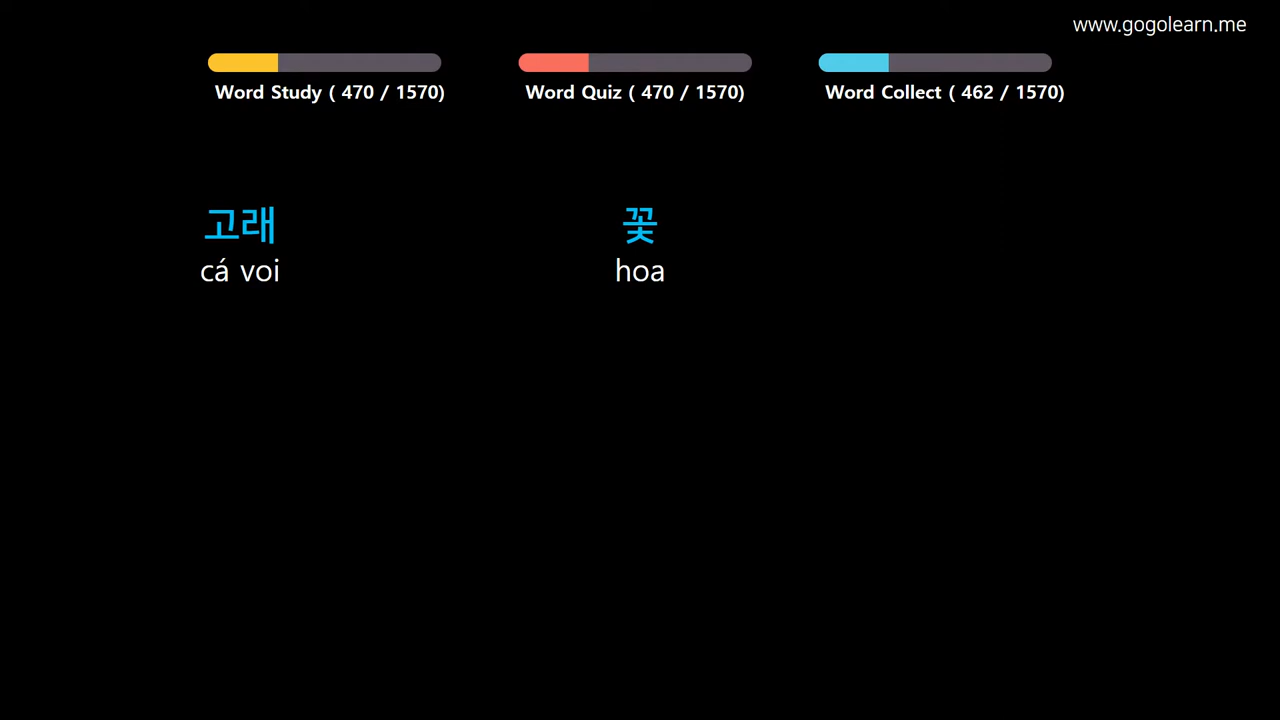 www.gogolearn.me
Word Study ( 470 / 1570)
Word Quiz ( 470 / 1570)
Word Collect ( 462 / 1570)
고래
cá voi
꽃
hoa